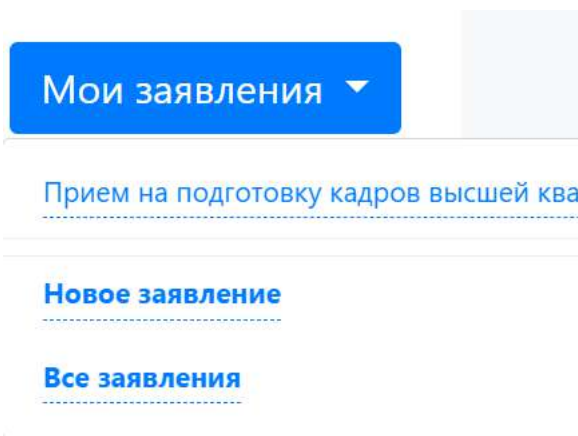 Мои заявления
Прием на подготовку кадров высшей ква
Новое заявление
Все заявления